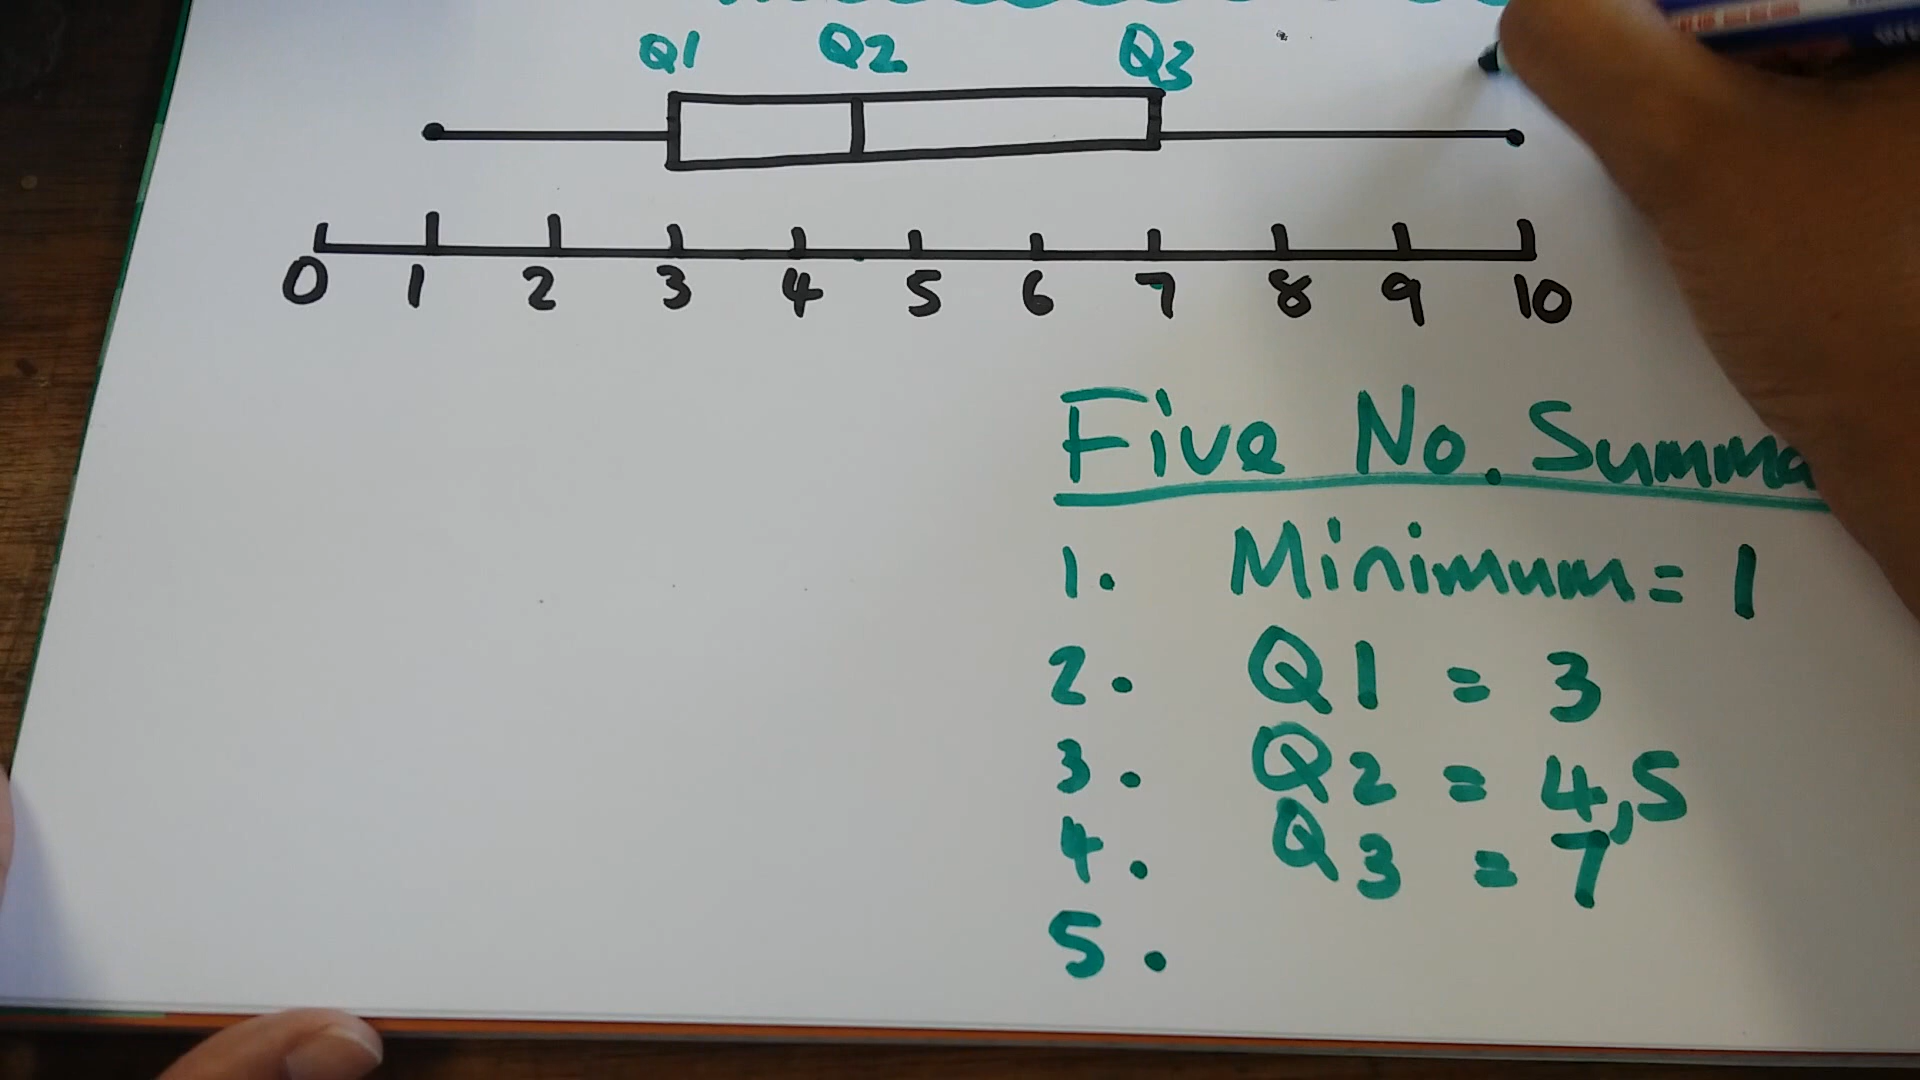 Q1 Q2 Q3
0 1 2 3 4 5 6 7 8 9 10
Five No. Summa
1. Minimum = 1
2. Q1 = 3
3. Q2 = 4,5
4. Q3 = 7
5.